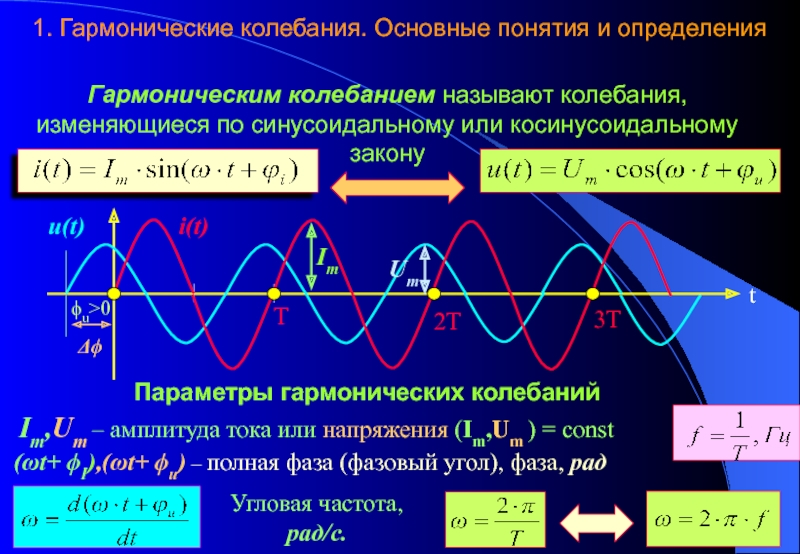 1. Гармонические колебания. Основные понятия и определения
Гармоническим колебанием называют колебания,
изменяющиеся по синусоидальному или косинусоидальному
закону
i(t) = I_m · sin(ω · t + φ_i)
u(t) = U_m · cos(ω · t + φ_u)
u(t)
i(t)
I_m
U_m
t
ϕ_u>0
T
2T
3T
Δϕ
Параметры гармонических колебаний
I_m, U_m – амплитуда тока или напряжения (I_m,U_m ) = const
f = 1/T, Гц
(ωt+ ϕ_I),(ωt+ ϕ_u) – полная фаза (фазовый угол), фаза, рад
ω = d(ω · t + φ_u)/dt
Угловая частота,
рад/с.
ω = 2 · π/T
ω = 2 · π · f